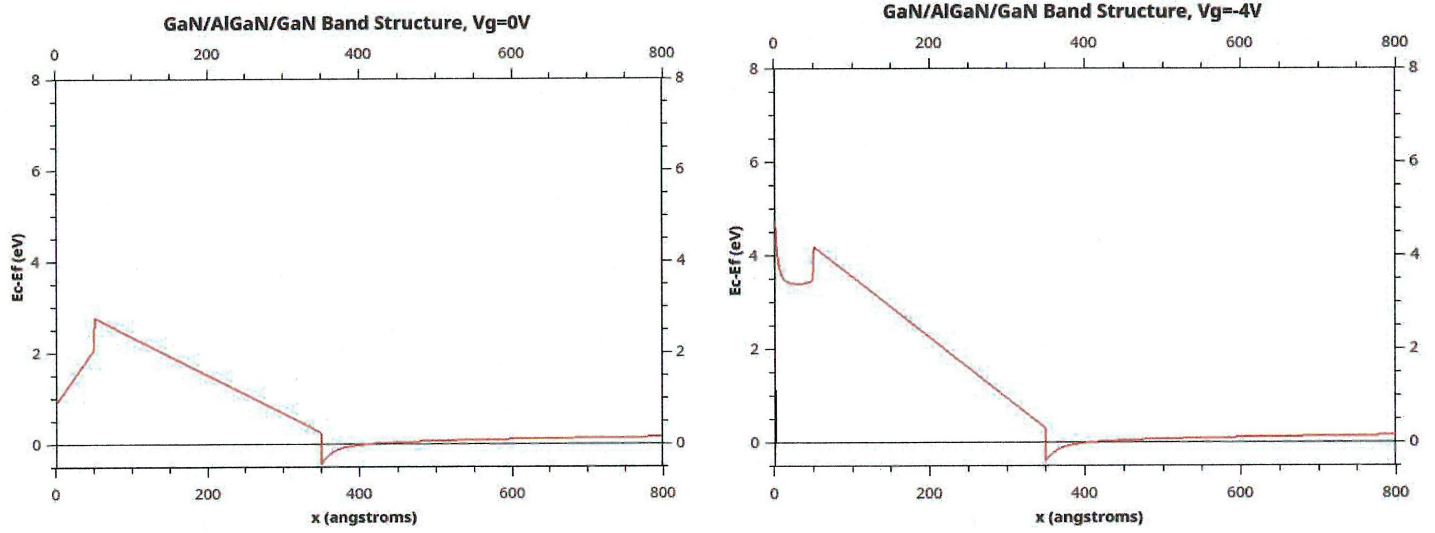 GaN/AlGaN/GaN Band Structure, Vg=0V
0 200 400 600 800
8 8
6 6
4 4
2 2
0 0
Ec-Ef (eV)
0 200 400 600 800
x (angstroms)
GaN/AlGaN/GaN Band Structure, Vg=-4V
0 200 400 600 800
8 8
6 6
4 4
2 2
0 0
Ec-Ef (eV)
0 200 400 600 800
x (angstroms)